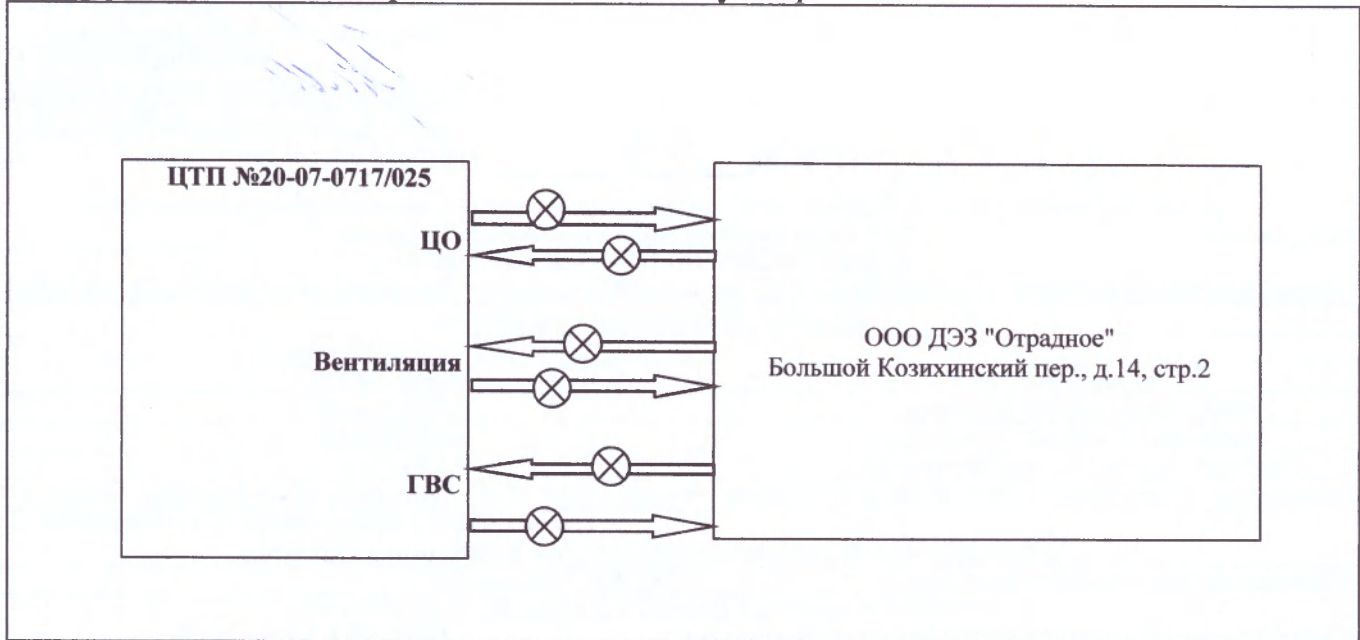 ЦТП №20-07-0717/025
ЦО
Вентиляция
ГВС
ООО ДЭЗ "Отрадное"
Большой Козихинский пер., д.14, стр.2